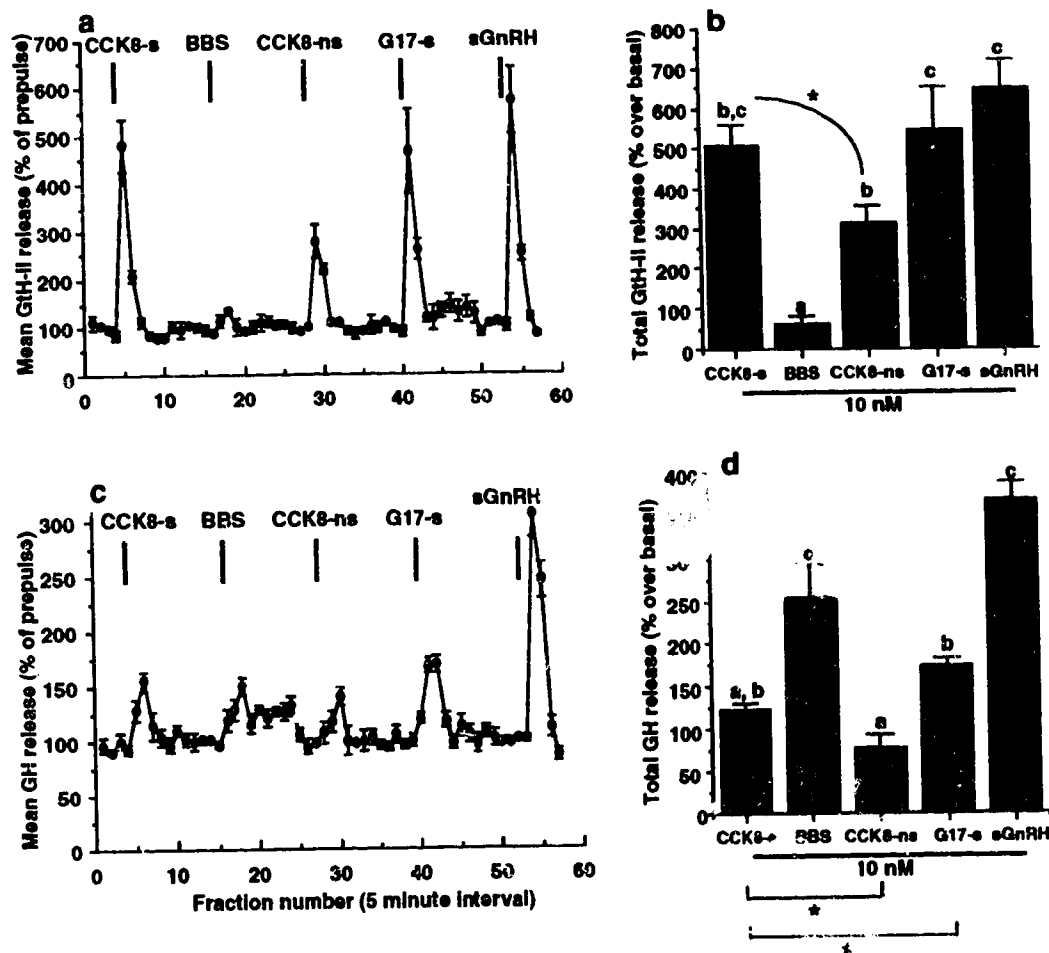 a
CCK8-s BBS CCK8-ns G17-s sGnRH
Mean GtH-II release (% of prepulse)
700
600
500
400
300
200
100
0
0 10 20 30 40 50 60
b
Total GtH-II release (% over basal)
800
700
600
500
400
300
200
100
0
b,c
*
a
b
c
c
CCK8-s BBS CCK8-ns G17-s sGnRH
10 nM
c
CCK8-s BBS CCK8-ns G17-s sGnRH
Mean GH release (% of prepulse)
300
250
200
150
100
50
0
0 10 20 30 40 50 60
Fraction number (5 minute interval)
d
Total GH release (% over basal)
400
250
200
150
100
50
0
a,b
c
a
b
c
BBS CCK8-ns G17-s sGnRH
10 nM
*